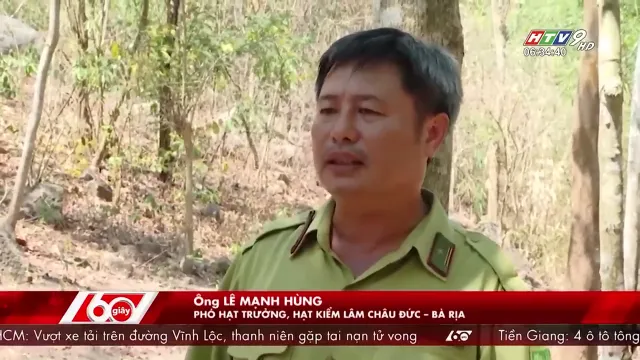 HTV9 HD
06:34:40
Ông LÊ MẠNH HÙNG
PHÓ HẠT TRƯỞNG, HẠT KIỂM LÂM CHÂU ĐỨC – BÀ RỊA
60 giây
HCM: Vượt xe tải trên đường Vĩnh Lộc, thanh niên gặp tai nạn tử vong 60 Tiền Giang: 4 ô tô tông